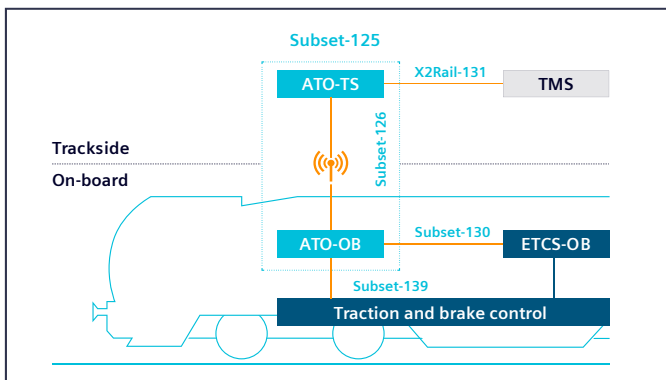 Subset-125
ATO-TS
X2Rail-131
TMS
Subset-126
Trackside
On-board
ATO-OB
Subset-130
ETCS-OB
Subset-139
Traction and brake control